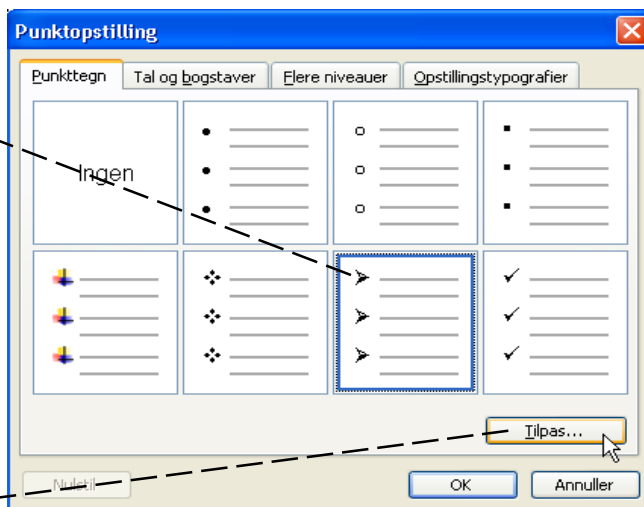 Punktopstilling
Punkttegn
Tal og bogstaver
Flere niveauer
Opstillingstypografier
Ingen
Tilpas...
Nulstil
OK
Annuller